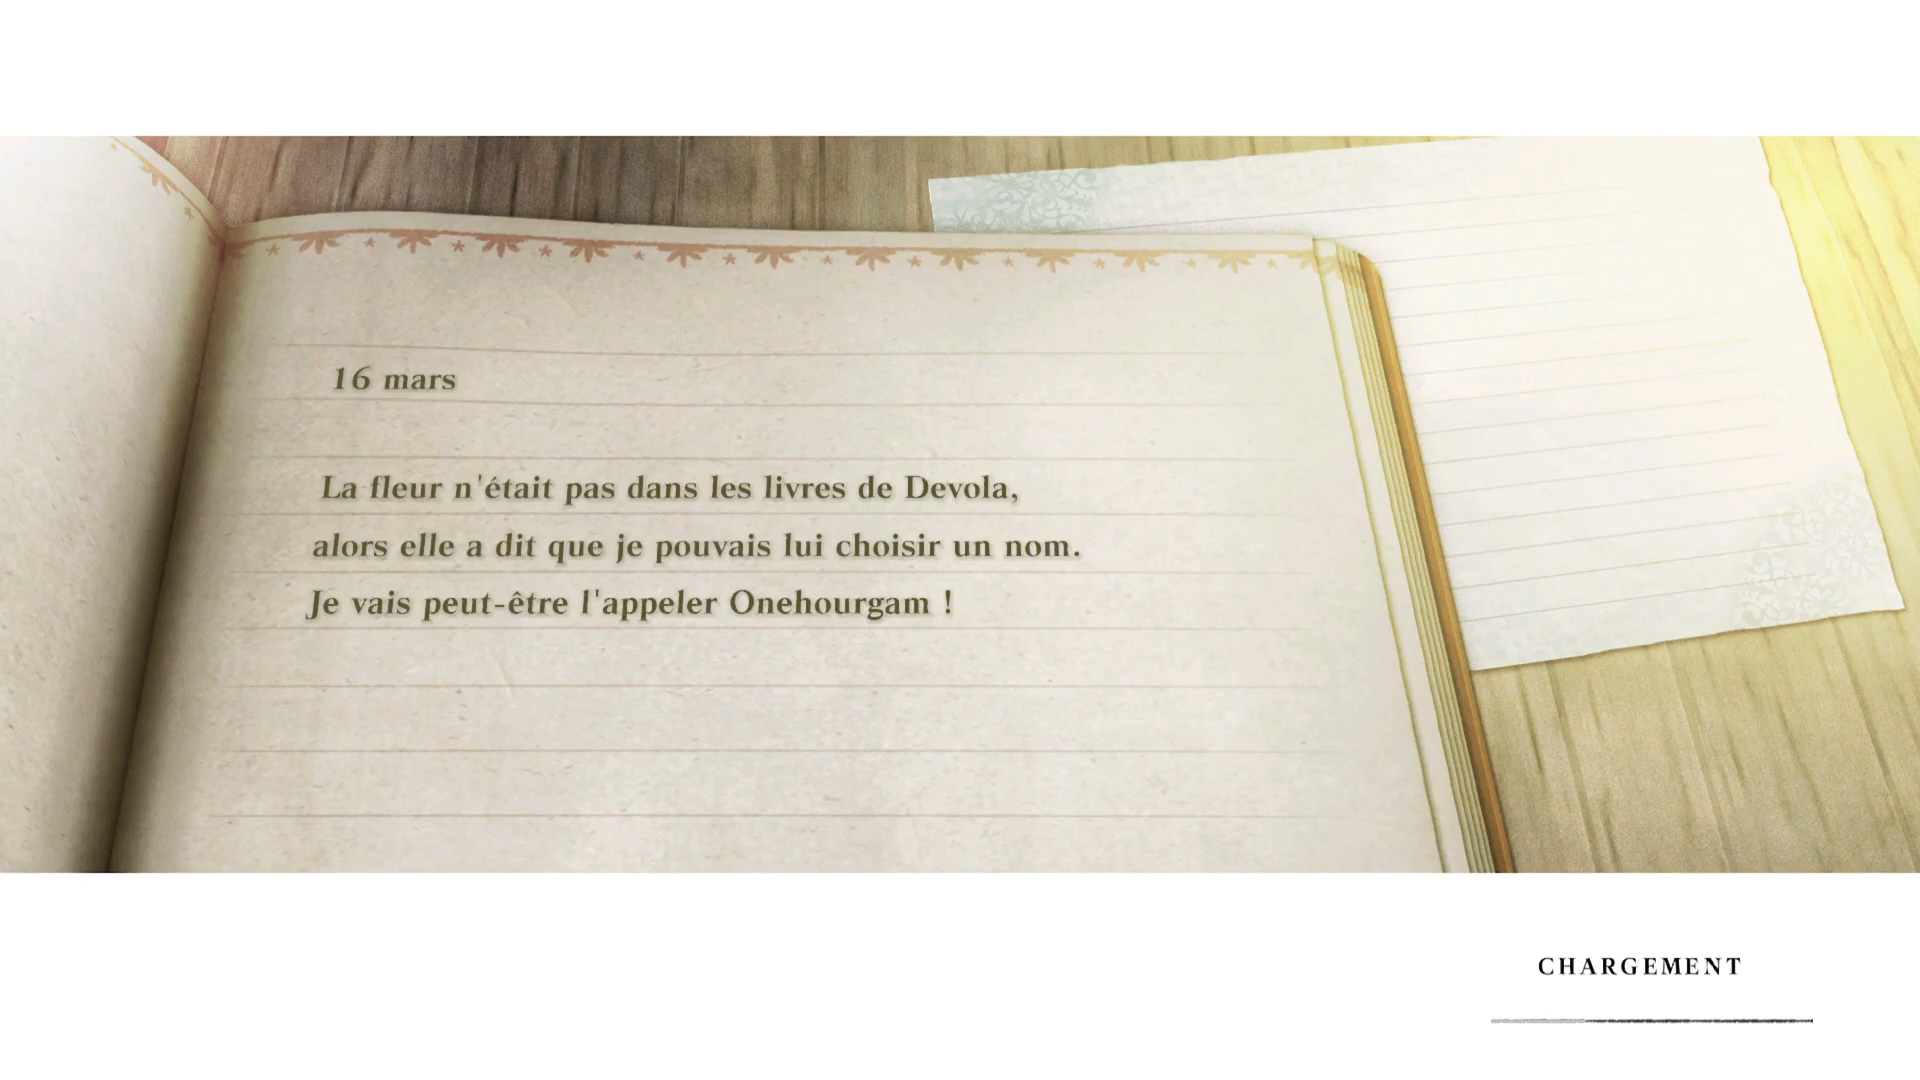 16 mars
La fleur n'était pas dans les livres de Devola,
alors elle a dit que je pouvais lui choisir un nom.
Je vais peut-être l'appeler Onehourgam !
CHARGEMENT